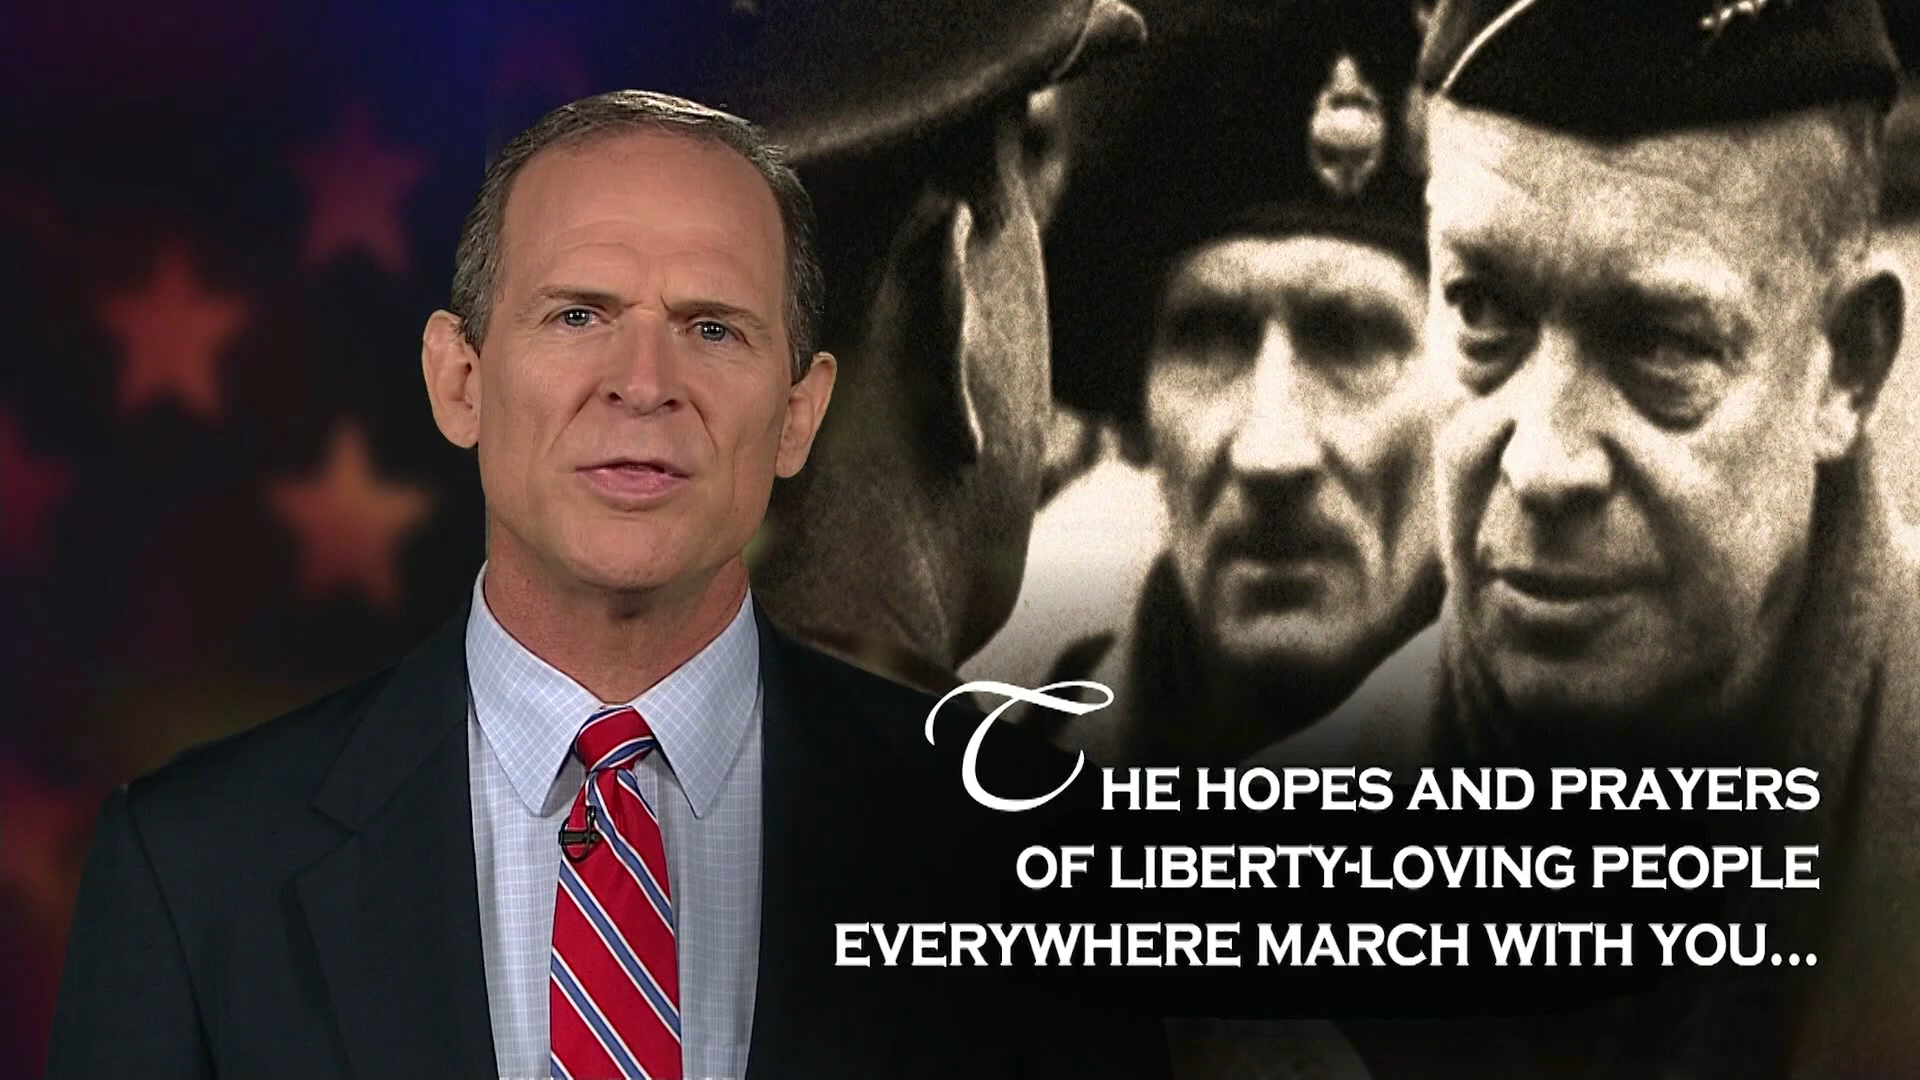 THE HOPES AND PRAYERS
OF LIBERTY-LOVING PEOPLE
EVERYWHERE MARCH WITH YOU...